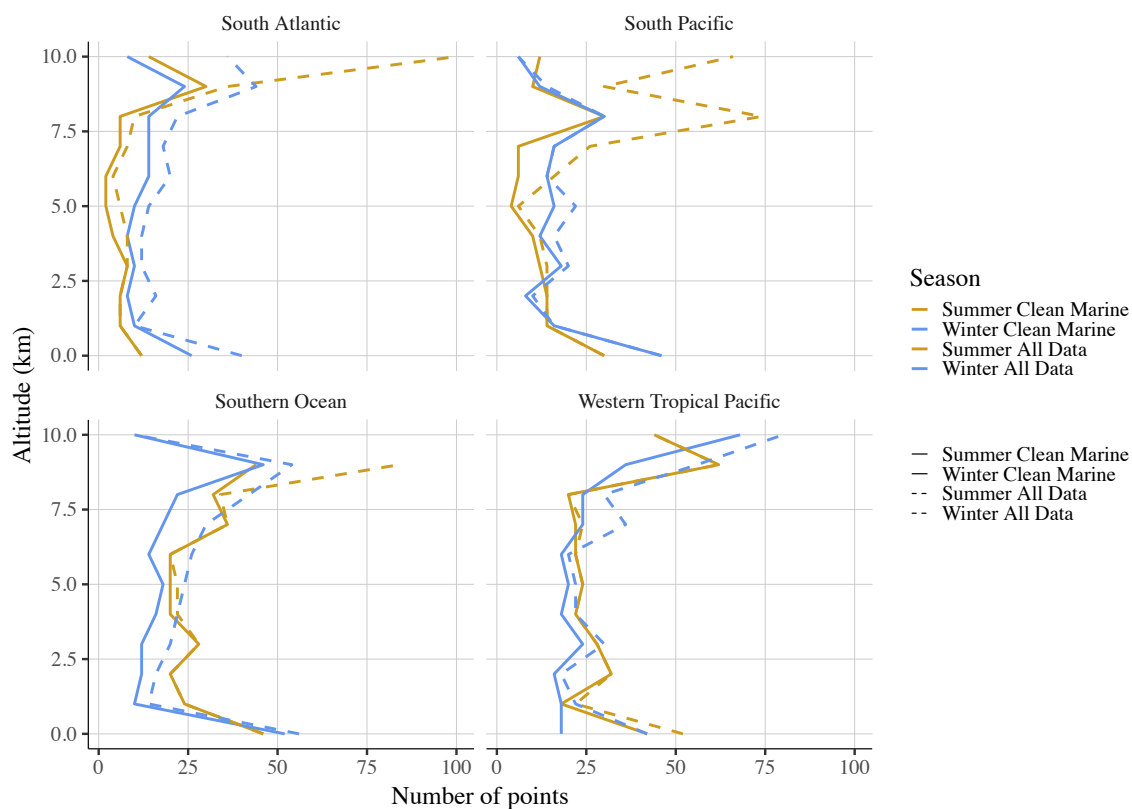 South Atlantic
South Pacific
10.0
7.5
5.0
2.5
0.0
Southern Ocean
Western Tropical Pacific
10.0
7.5
5.0
2.5
0.0
0 25 50 75 100
0 25 50 75 100
Altitude (km)
Number of points
Season
Summer Clean Marine
Winter Clean Marine
Summer All Data
Winter All Data
Summer Clean Marine
Winter Clean Marine
Summer All Data
Winter All Data